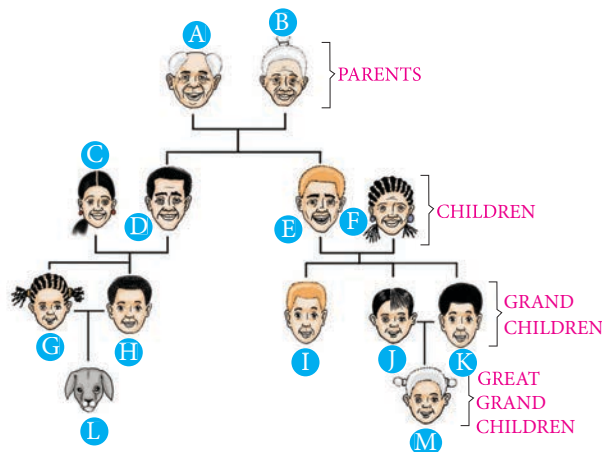 A
B
PARENTS
C
D
E
F
CHILDREN
G
H
I
J
K
GRAND
CHILDREN
L
M
GREAT
GRAND
CHILDREN